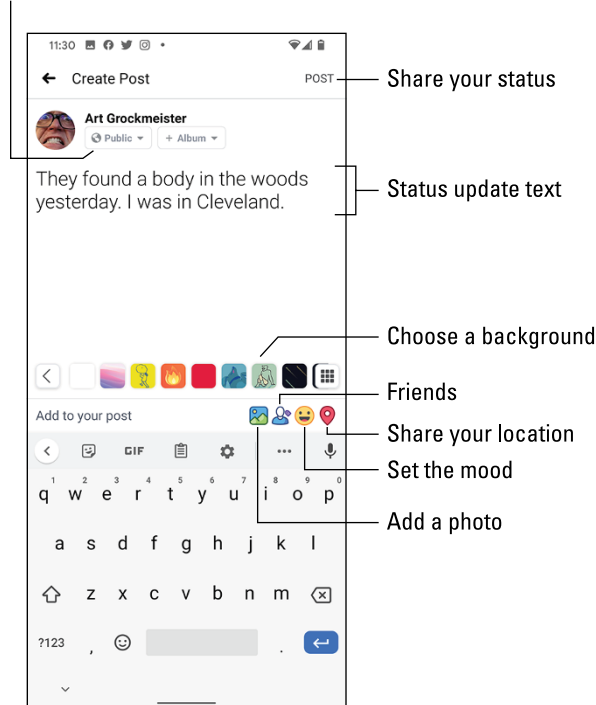 11:30
Create Post
POST
Share your status
Art Grockmeister
Public
+ Album
They found a body in the woods
yesterday. I was in Cleveland.
Status update text
Choose a background
Friends
Add to your post
Share your location
Set the mood
Add a photo
GIF
1 2 3 4 5 6 7 8 9 0
q w e r t y u i o p
a s d f g h j k l
z x c v b n m
?123 , .